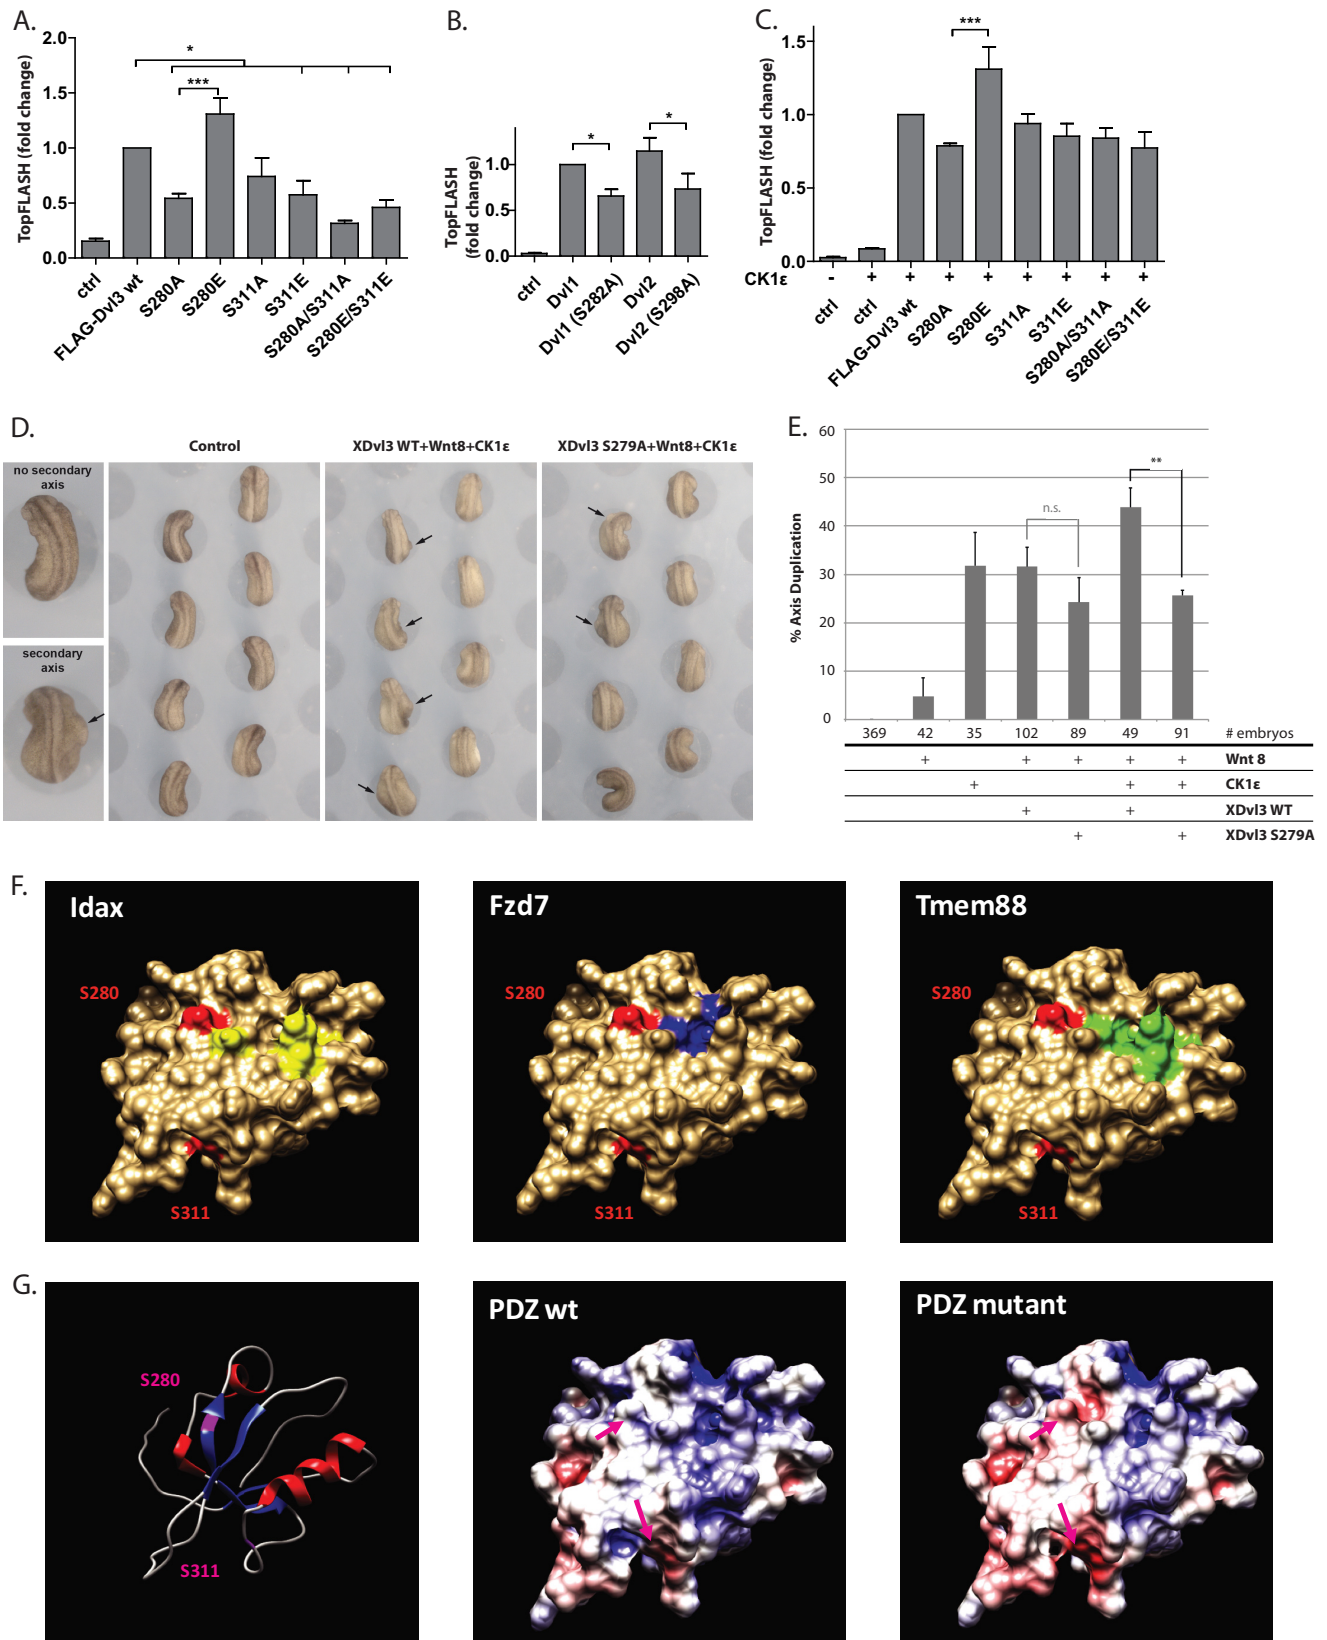 A.
TopFLASH (fold change)
2.0
1.5
1.0
0.5
0.0
*
***
ctrl
FLAG-Dvl3 wt
S280A
S280E
S311A
S311E
S280A/S311A
S280E/S311E
B.
TopFLASH
(fold change)
1.0
0.5
0.0
*
*
ctrl
Dvl1
Dvl1 (S282A)
Dvl2
Dvl2 (S298A)
C.
TopFLASH (fold change)
1.5
1.0
0.5
0.0
***
CK1ε - + + + + + + + +
ctrl
ctrl
FLAG-Dvl3 wt
S280A
S280E
S311A
S311E
S280A/S311A
S280E/S311E
D.
Control
XDvl3 WT+Wnt8+CK1ε
XDvl3 S279A+Wnt8+CK1ε
no secondary
axis
secondary
axis
E.
% Axis Duplication
60
50
40
30
20
10
0
n.s.
**
369 42 35 102 89 49 91 # embryos
+ + + + + Wnt 8
+ + + CK1ε
+ + XDvl3 WT
+ + XDvl3 S279A
F.
Idax
S280
S311
Fzd7
S280
S311
Tmem88
S280
S311
G.
S280
S311
PDZ wt
PDZ mutant